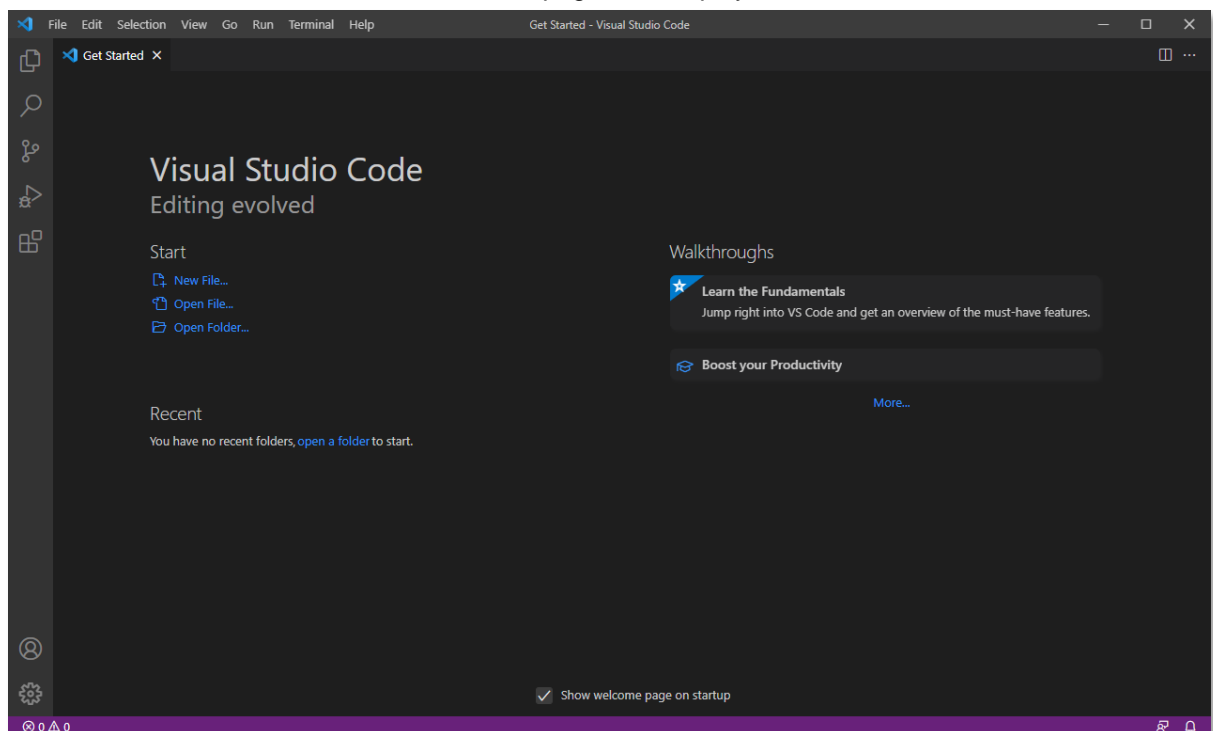 File Edit Selection View Go Run Terminal Help Get Started - Visual Studio Code
Get Started
Visual Studio Code
Editing evolved
Start
New File...
Open File...
Open Folder...
Recent
You have no recent folders, open a folder to start.
Walkthroughs
Learn the Fundamentals
Jump right into VS Code and get an overview of the must-have features.
Boost your Productivity
More...
Show welcome page on startup
0 0